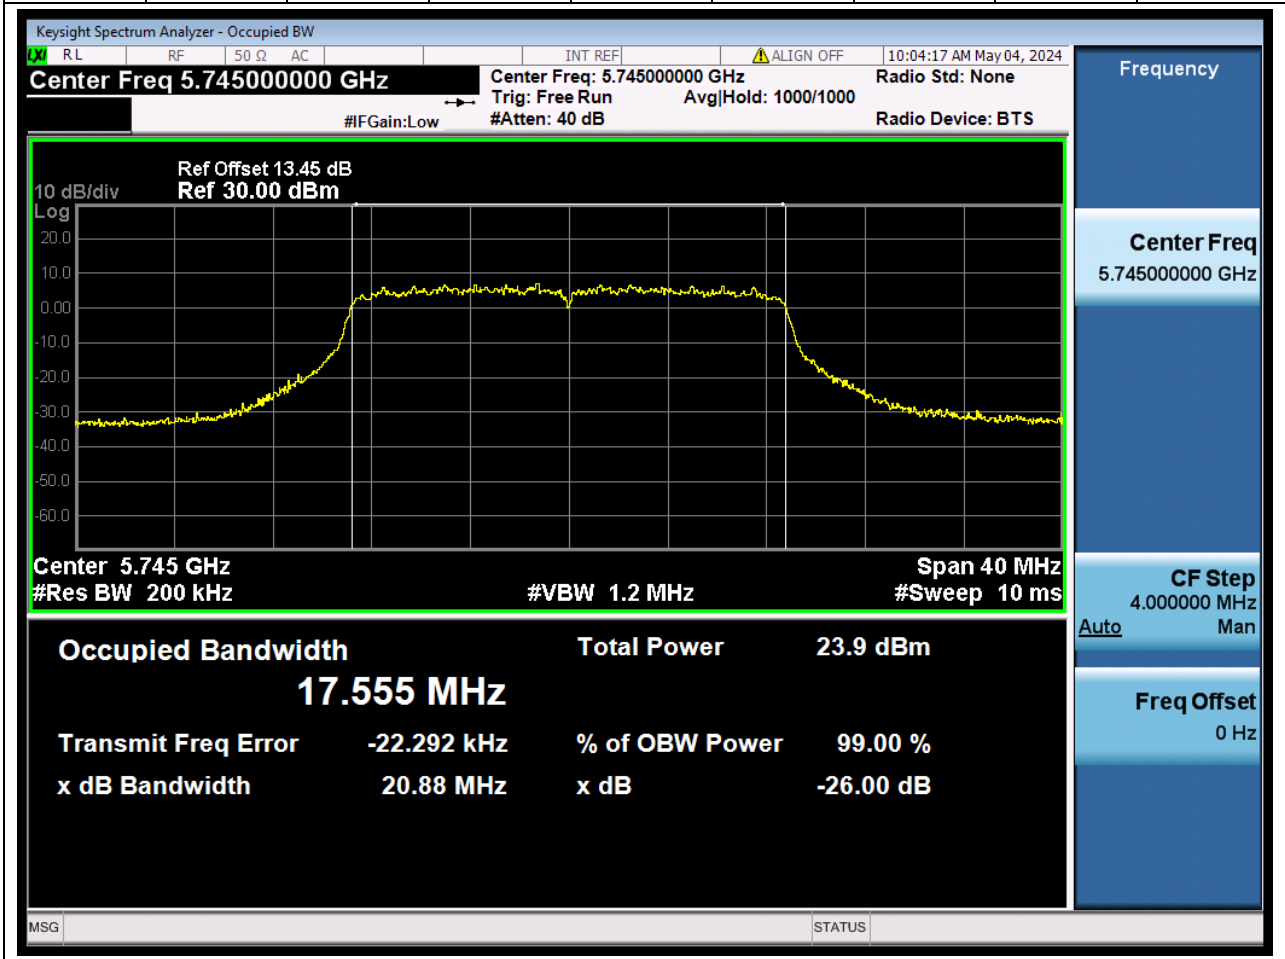 Keysight Spectrum Analyzer - Occupied BW
LXI RL RF 50 Ω AC INT REF ALIGN OFF 10:04:17 AM May 04, 2024
Center Freq 5.745000000 GHz
Center Freq: 5.745000000 GHz
Radio Std: None
Trig: Free Run Avg|Hold: 1000/1000
#IFGain:Low
#Atten: 40 dB
Radio Device: BTS
Ref Offset 13.45 dB
10 dB/div Ref 30.00 dBm
Log
20.0
10.0
0.00
-10.0
-20.0
-30.0
-40.0
-50.0
-60.0
Center 5.745 GHz Span 40 MHz
#Res BW 200 kHz #VBW 1.2 MHz #Sweep 10 ms
Occupied Bandwidth Total Power 23.9 dBm
17.555 MHz
Transmit Freq Error -22.292 kHz % of OBW Power 99.00 %
x dB Bandwidth 20.88 MHz x dB -26.00 dB
Frequency
Center Freq
5.745000000 GHz
CF Step
4.000000 MHz
Auto Man
Freq Offset
0 Hz
MSG STATUS